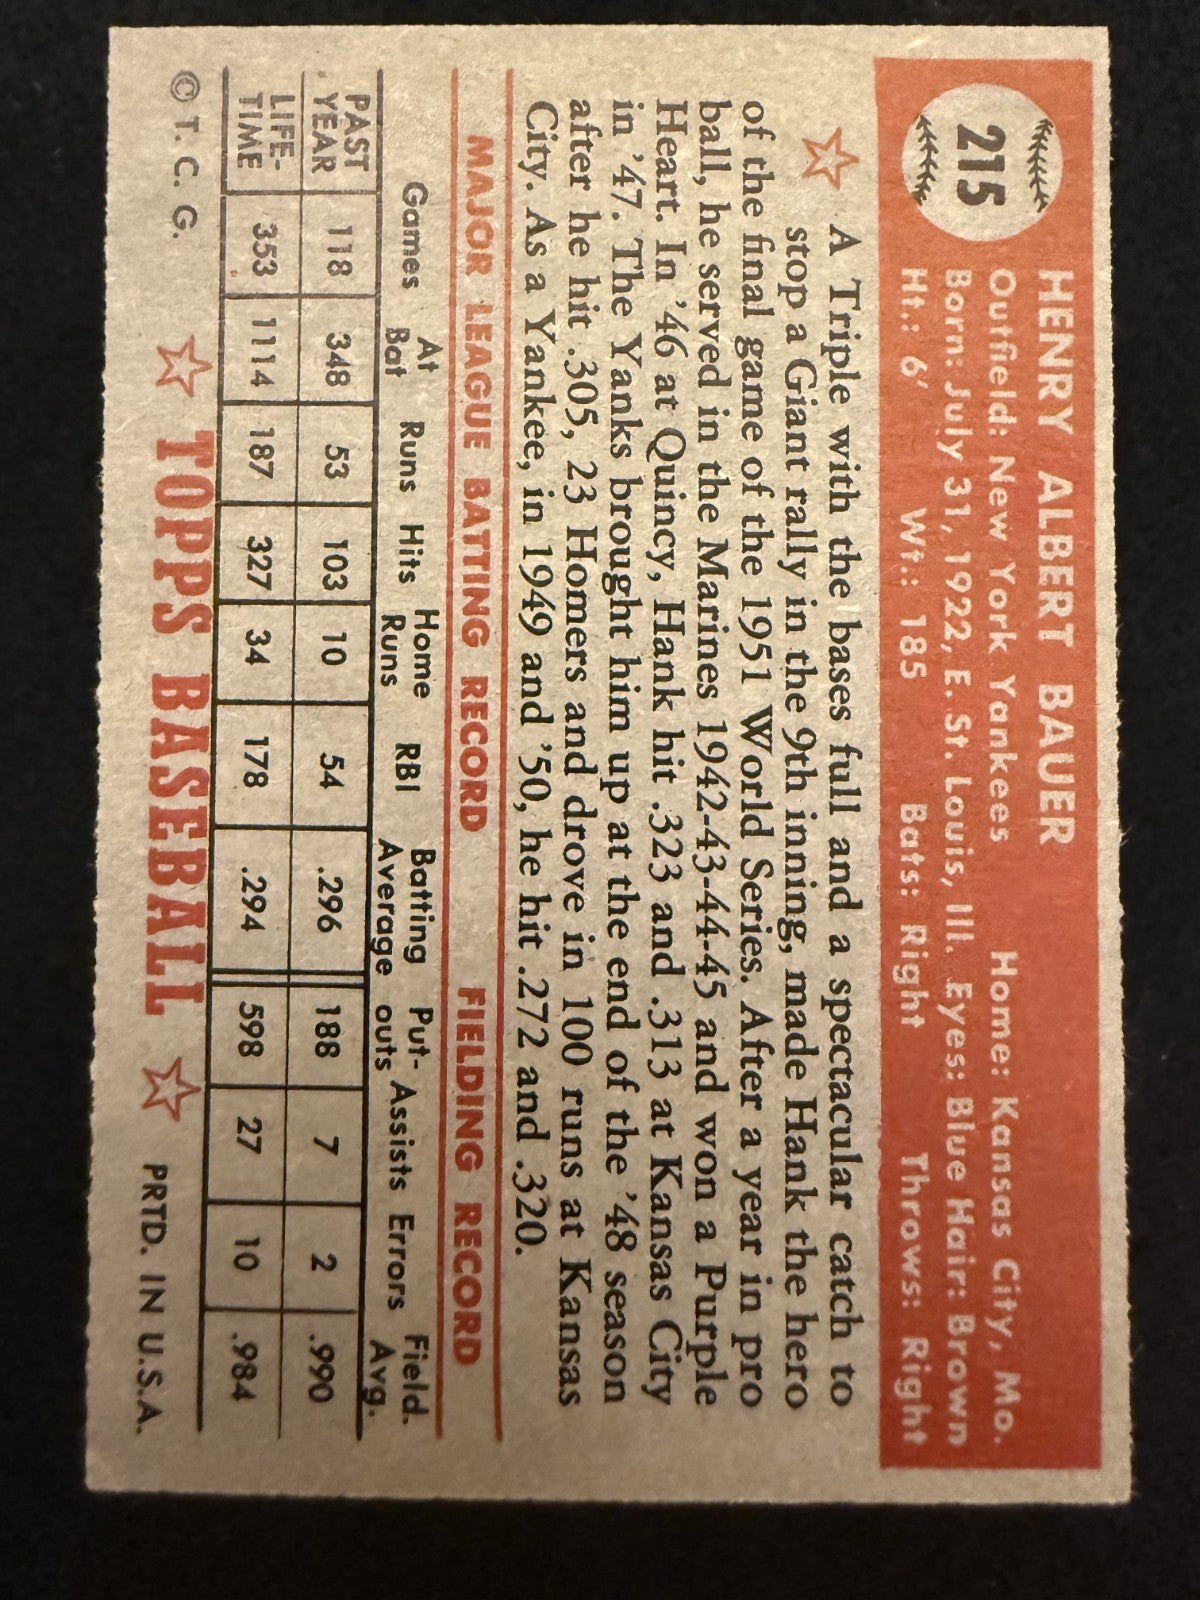 215
HENRY ALBERT BAUER
Outfield: New York Yankees Home: Kansas City, Mo.
Born: July 31, 1922, E. St. Louis, Ill. Eyes: Blue Hair: Brown
Ht.: 6' Wt.: 185 Bats: Right Throws: Right
A Triple with the bases full and a spectacular catch to
stop a Giant rally in the 9th inning, made Hank the hero
of the final game of the 1951 World Series. After a year in pro
ball, he served in the Marines 1942-43-44-45 and won a Purple
Heart. In '46 at Quincy, Hank hit .323 and .313 at Kansas City
in '47. The Yanks brought him up at the end of the '48 season
after he hit .305, 23 Homers and drove in 100 runs at Kansas
City. As a Yankee, in 1949 and '50, he hit .272 and .320.
MAJOR LEAGUE BATTING RECORD FIELDING RECORD
Games At Bat Runs Hits Home Runs RBI Batting Average Put-outs Assists Errors Field. Avg.
PAST YEAR 118 348 53 103 10 54 .296 188 7 2 .990
LIFE-TIME 353 1114 187 327 34 178 .294 598 27 10 .984
© T. C. G. TOPPS BASEBALL PRTD. IN U.S.A.